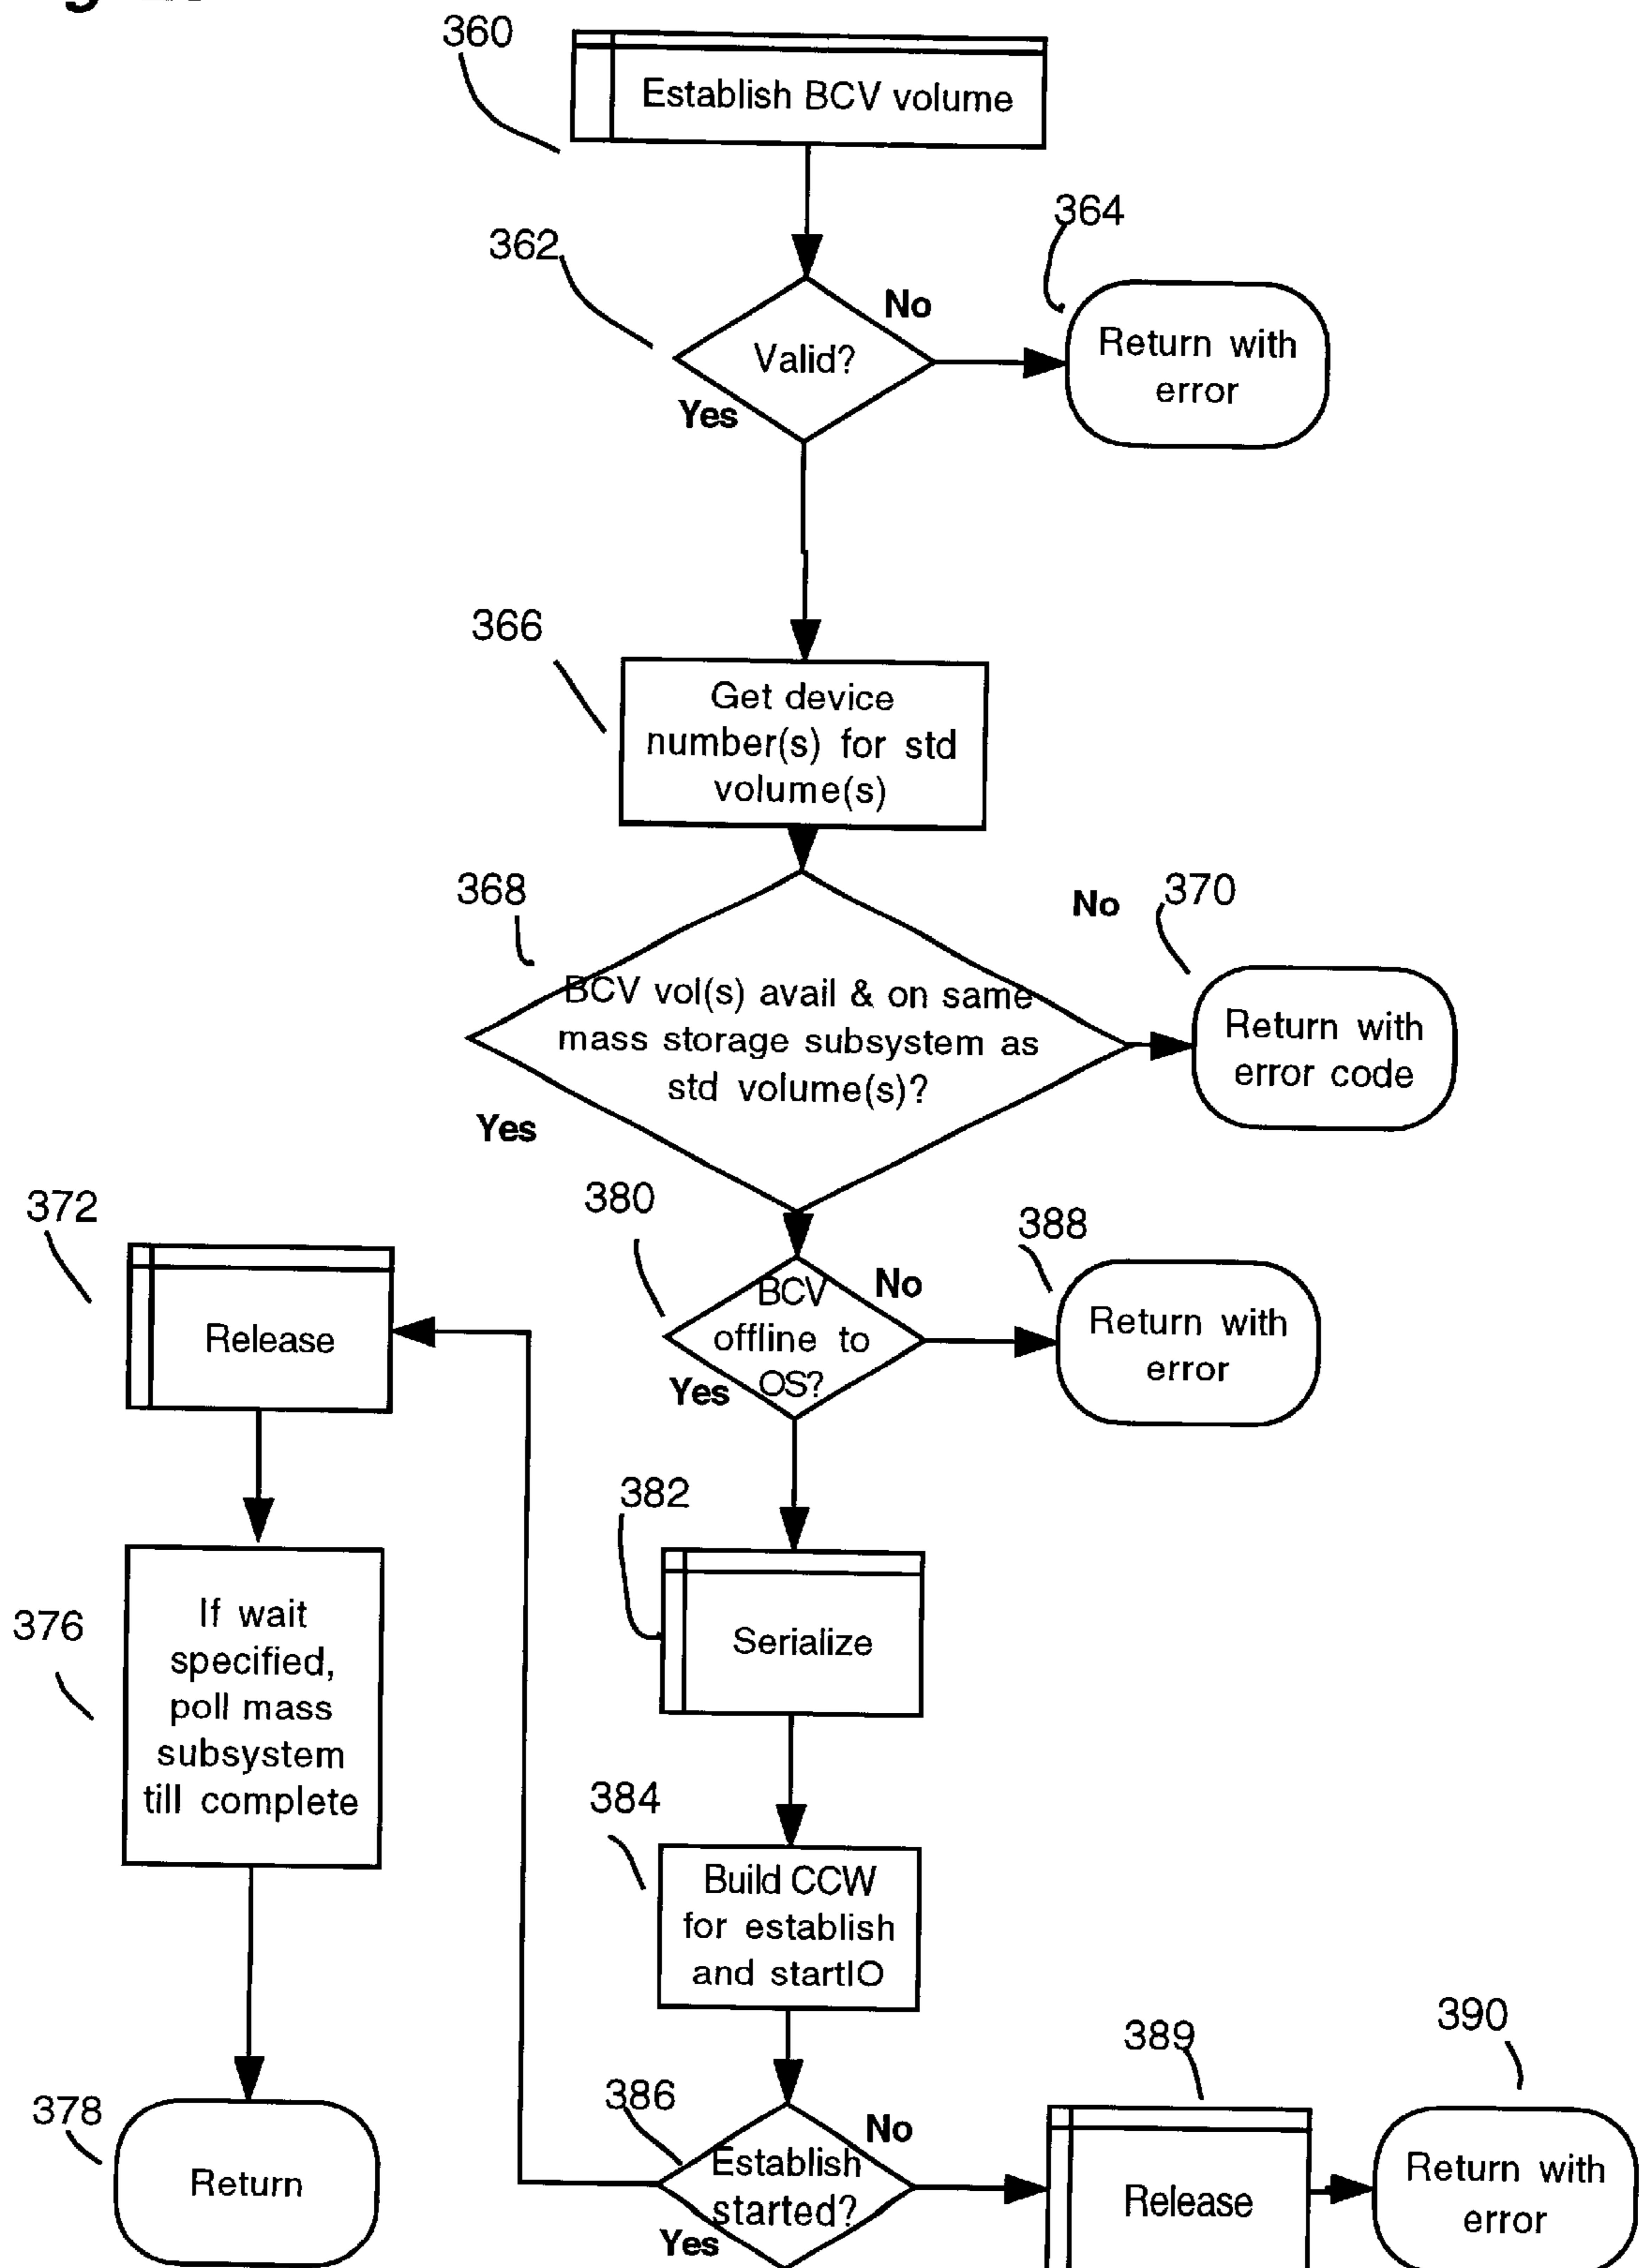 360
Establish BCV volume
364
362
No
Valid?
Return with
error
Yes
366
Get device
number(s) for std
volume(s)
368
No
370
BCV vol(s) avail & on same
mass storage subsystem as
std volume(s)?
Return with
error code
Yes
372
380
388
Release
BCV
offline to
OS?
No
Return with
error
Yes
382
376
If wait
specified,
poll mass
subsystem
till complete
Serialize
384
Build CCW
for establish
and startIO
389
390
378
386
No
Return
Establish
started?
Release
Return with
error
Yes